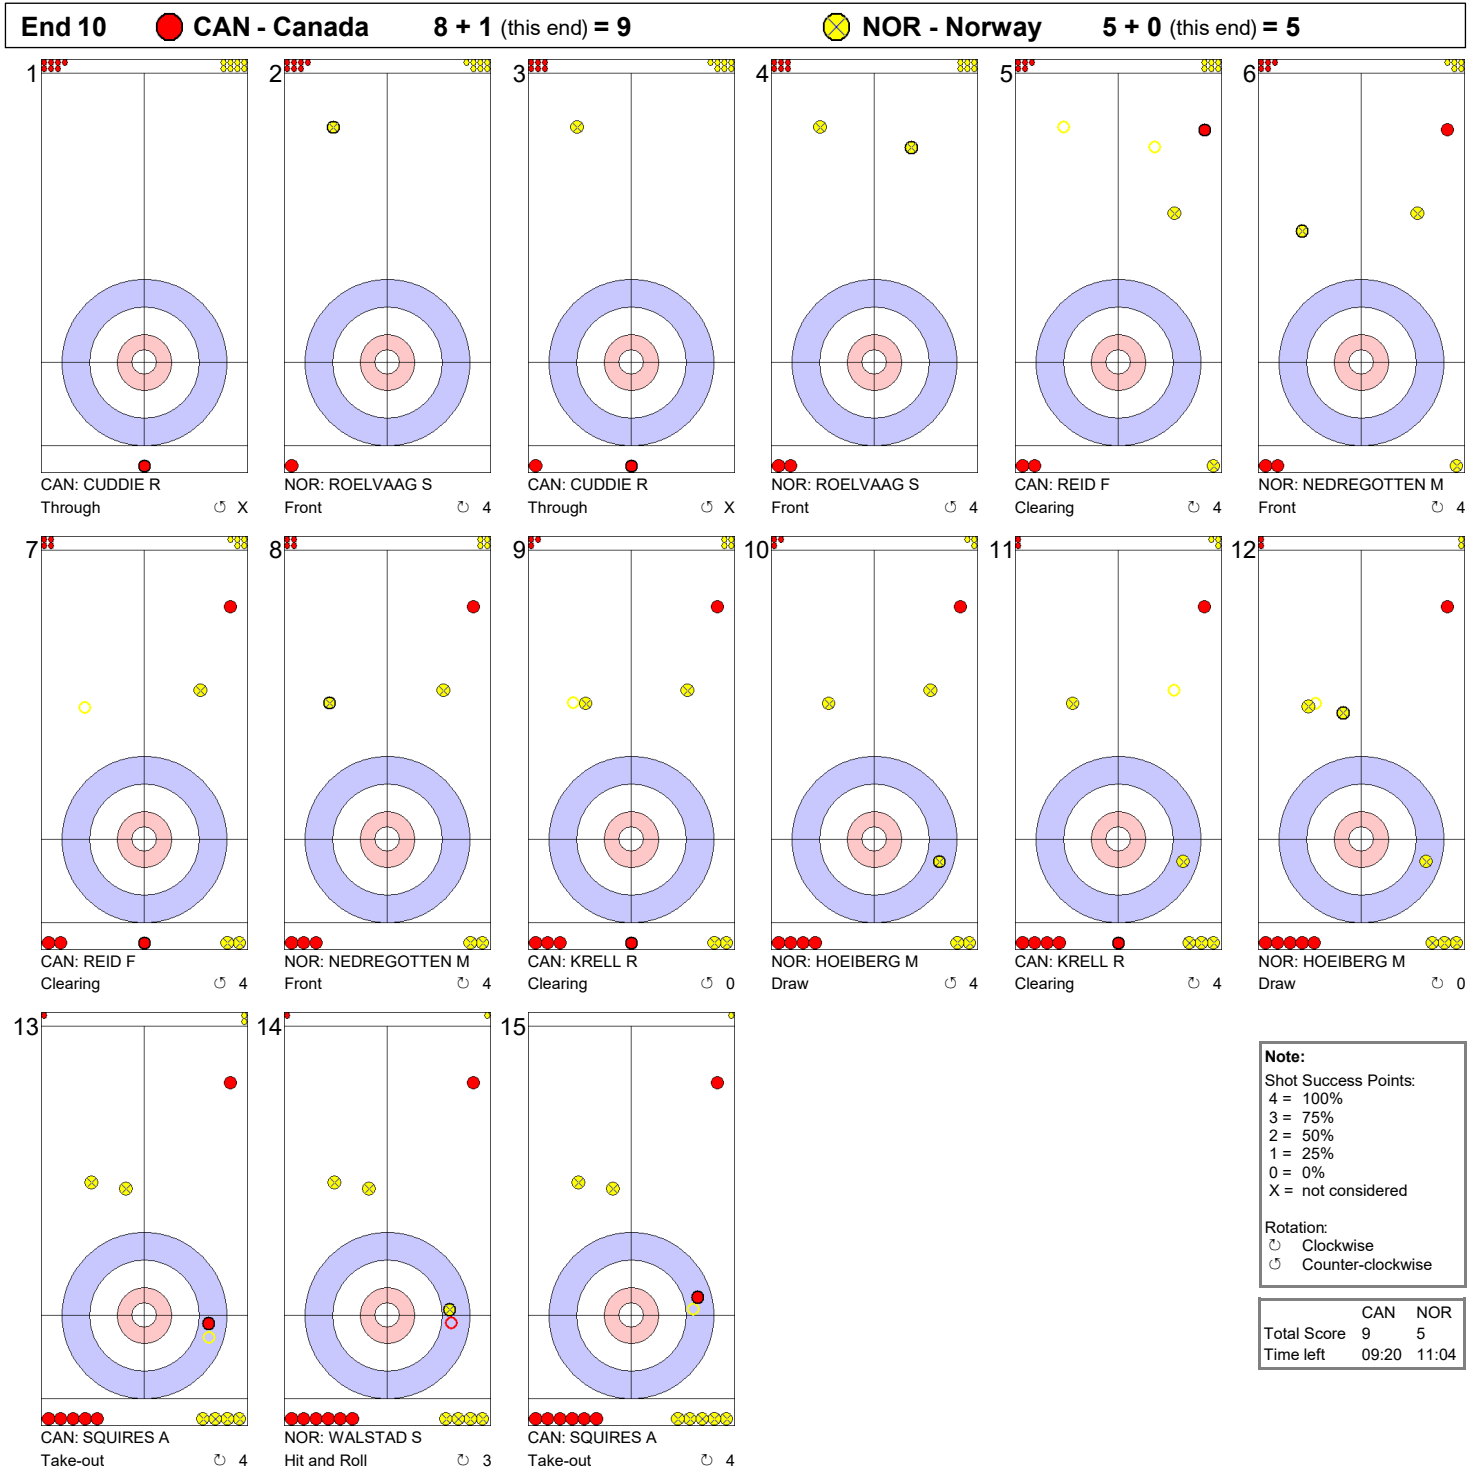 End 10 CAN - Canada 8 + 1 (this end) = 9 NOR - Norway 5 + 0 (this end) = 5
1 2 3 4 5 6
CAN: CUDDIE R NOR: ROELVAAG S CAN: CUDDIE R NOR: ROELVAAG S CAN: REID F NOR: NEDREGOTTEN M
Through ↺ X Front ↻ 4 Through ↺ X Front ↺ 4 Clearing ↻ 4 Front ↻ 4
7 8 9 10 11 12
CAN: REID F NOR: NEDREGOTTEN M CAN: KRELL R NOR: HOEIBERG M CAN: KRELL R NOR: HOEIBERG M
Clearing ↺ 4 Front ↻ 4 Clearing ↺ 0 Draw ↻ 4 Clearing ↺ 4 Draw ↻ 0
13 14 15
CAN: SQUIRES A NOR: WALSTAD S CAN: SQUIRES A
Take-out ↻ 4 Hit and Roll ↻ 3 Take-out ↻ 4
Note:
Shot Success Points:
4 = 100%
3 = 75%
2 = 50%
1 = 25%
0 = 0%
X = not considered
Rotation:
↻ Clockwise
↺ Counter-clockwise
CAN NOR
Total Score 9 5
Time left 09:20 11:04